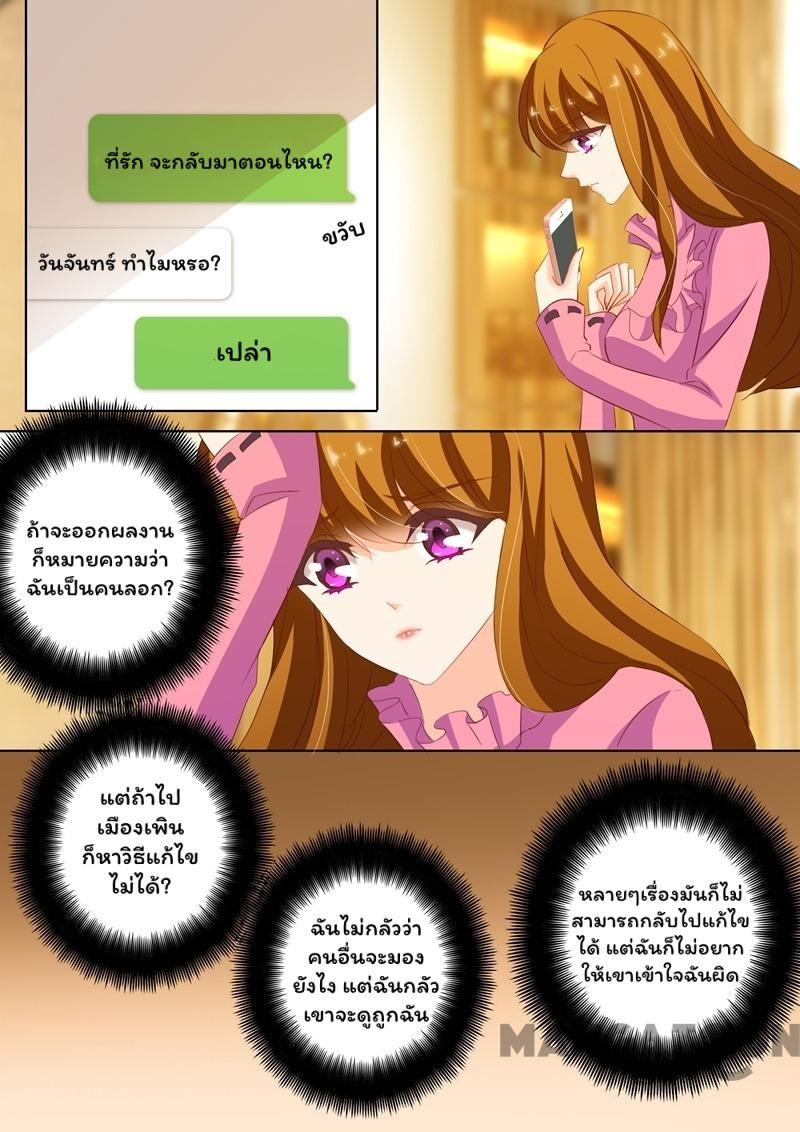 ที่รัก จะกลับมาตอนไหน?
ขวับ
วันจันทร์ ทำไมหรอ?
เปล่า
ถ้าจะออกผลงาน
ก็หมายความว่า
ฉันเป็นคนลอก?
แต่ถ้าไป
เมืองเพิน
ก็หาวิธีแก้ไข
ไม่ได้?
ฉันไม่กลัวว่า
คนอื่นจะมอง
ยังไง แต่ฉันกลัว
เขาจะดูถูกฉัน
หลายๆเรื่องมันก็ไม่
สามารถกลับไปแก้ไข
ได้ แต่ฉันก็ไม่อยาก
ให้เขาเข้าใจฉันผิด